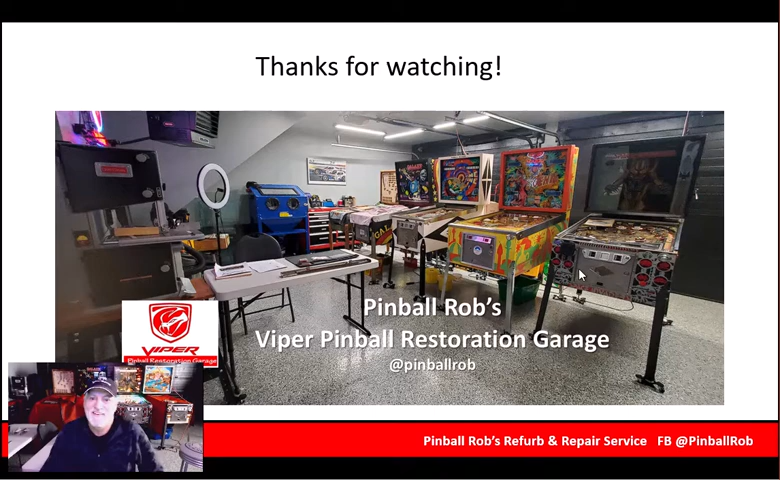 Thanks for watching!
Pinball Rob's
Viper Pinball Restoration Garage
@pinballrob
VIPER
Pinball Restoration Garage
Pinball Rob's Refurb & Repair Service FB @PinballRob